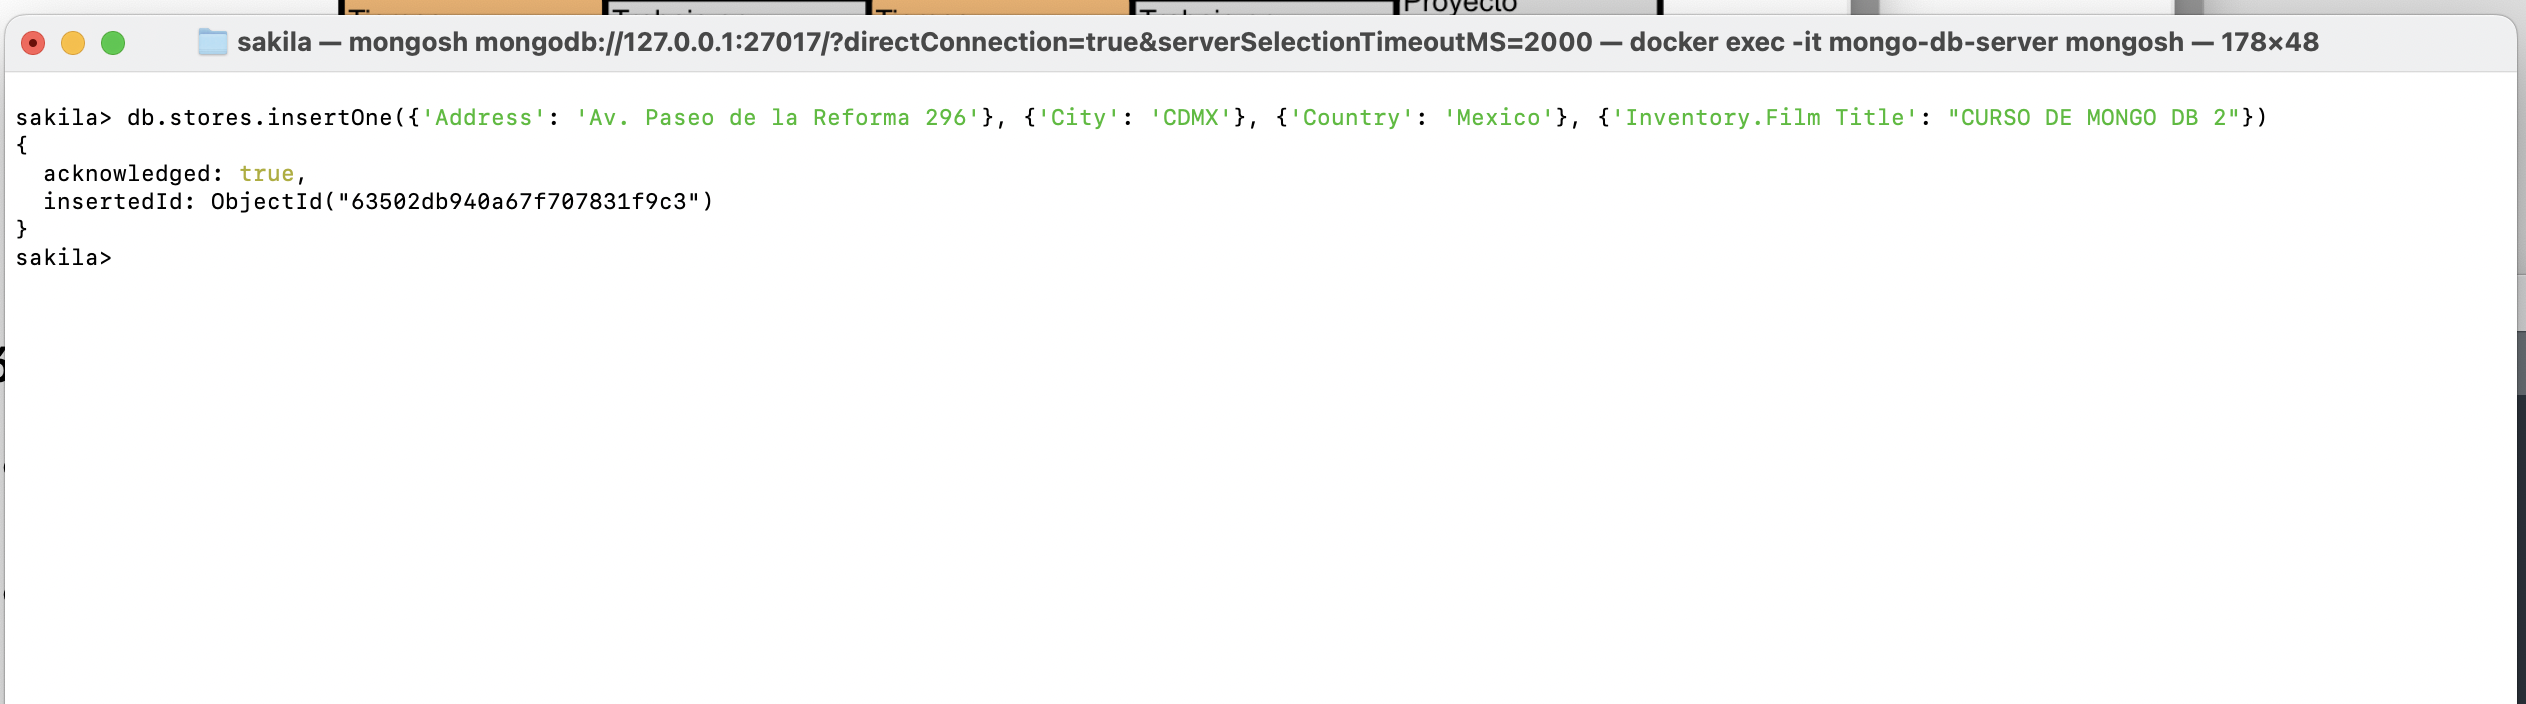 Proyecto
sakila — mongosh mongodb://127.0.0.1:27017/?directConnection=true&serverSelectionTimeoutMS=2000 — docker exec -it mongo-db-server mongosh — 178×48
sakila> db.stores.insertOne({'Address': 'Av. Paseo de la Reforma 296'}, {'City': 'CDMX'}, {'Country': 'Mexico'}, {'Inventory.Film Title': "CURSO DE MONGO DB 2"})
{
  acknowledged: true,
  insertedId: ObjectId("63502db940a67f707831f9c3")
}
sakila>